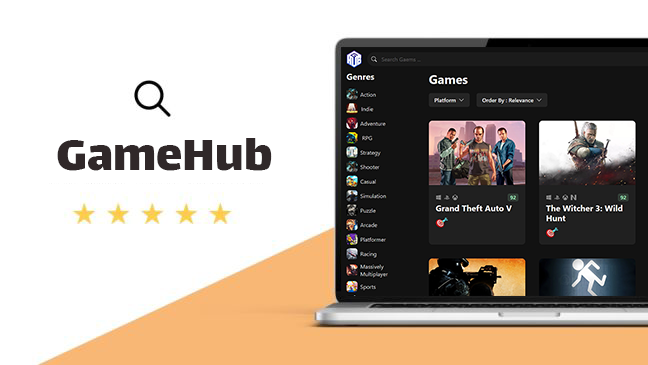 GameHub
Search Gaems ...
Genres
Action
Indie
Adventure
RPG
Strategy
Shooter
Casual
Simulation
Puzzle
Arcade
Platformer
Racing
Massively
Multiplayer
Sports
Games
Platform
Order By : Relevance
92
Grand Theft Auto V
92
The Witcher 3: Wild
Hunt